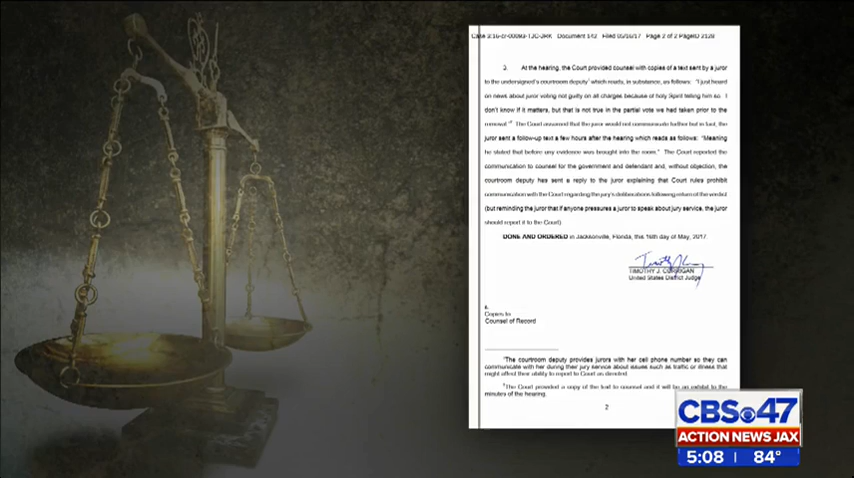 Case 3:16-cr-00093-TJC-JRK Document 142 Filed 05/16/17 Page 2 of 2 PageID 2128
3. At the hearing, the Court provided counsel with copies of a text sent by a juror
to the undersigned's courtroom deputy¹ which reads, in substance, as follows: "I just heard
on news about juror voting not guilty on all charges because of holy Spirit telling him so. I
don't know if it matters, but that is not true in the partial vote we had taken prior to the
removal."² The Court assumed that the juror would not communicate further but in fact, the
juror sent a follow-up text a few hours after the hearing which reads as follows: "Meaning
he stated that before any evidence was brought into the room." The Court reported the
communication to counsel for the government and defendant and, without objection, the
courtroom deputy has sent a reply to the juror explaining that Court rules prohibit
communication with the Court regarding the jury's deliberations following return of the verdict
(but reminding the juror that if anyone pressures a juror to speak about jury service, the juror
should report it to the Court)
DONE AND ORDERED in Jacksonville, Florida, this 16th day of May, 2017
TIMOTHY J. CORRIGAN
United States District Judge
s.
Copies to
Counsel of Record
¹The courtroom deputy provides jurors with her cell phone number so they can
communicate with her during their jury service about issues such as traffic or illness that
might affect their ability to report to Court as directed.
²The Court provided a copy of the text to counsel and it will be an exhibit to the
minutes of the hearing.
2
CBS 47
ACTION NEWS JAX
5:08 | 84°